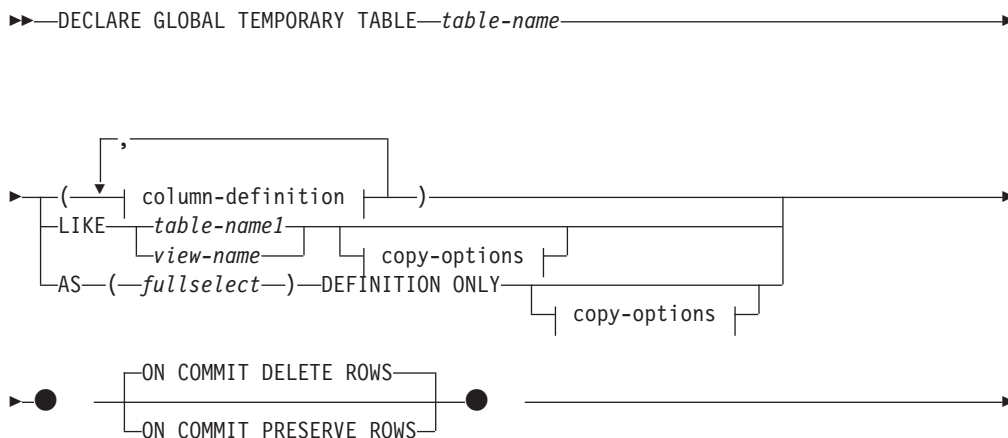 DECLARE GLOBAL TEMPORARY TABLE table-name
,
( column-definition )
LIKE table-name1
view-name copy-options
AS ( fullselect ) DEFINITION ONLY
copy-options
ON COMMIT DELETE ROWS
ON COMMIT PRESERVE ROWS